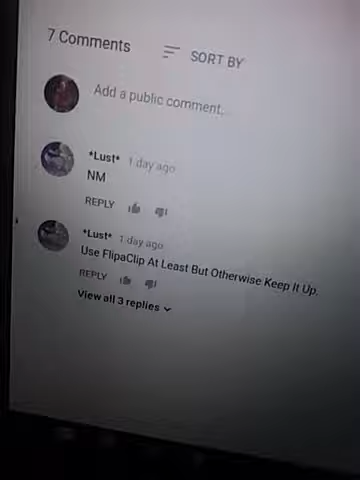 7 Comments SORT BY
Add a public comment...
*Lust* 1 day ago
NM
REPLY
*Lust* 1 day ago
Use FlipaClip At Least But Otherwise Keep It Up.
REPLY
View all 3 replies